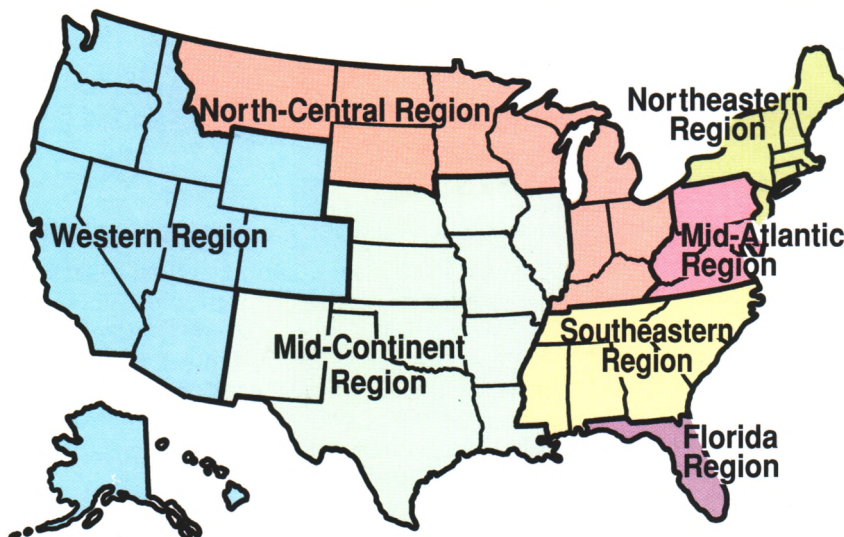 North-Central Region
Northeastern
Region
Western Region
Mid-Atlantic
Region
Mid-Continent
Region
Southeastern
Region
Florida
Region